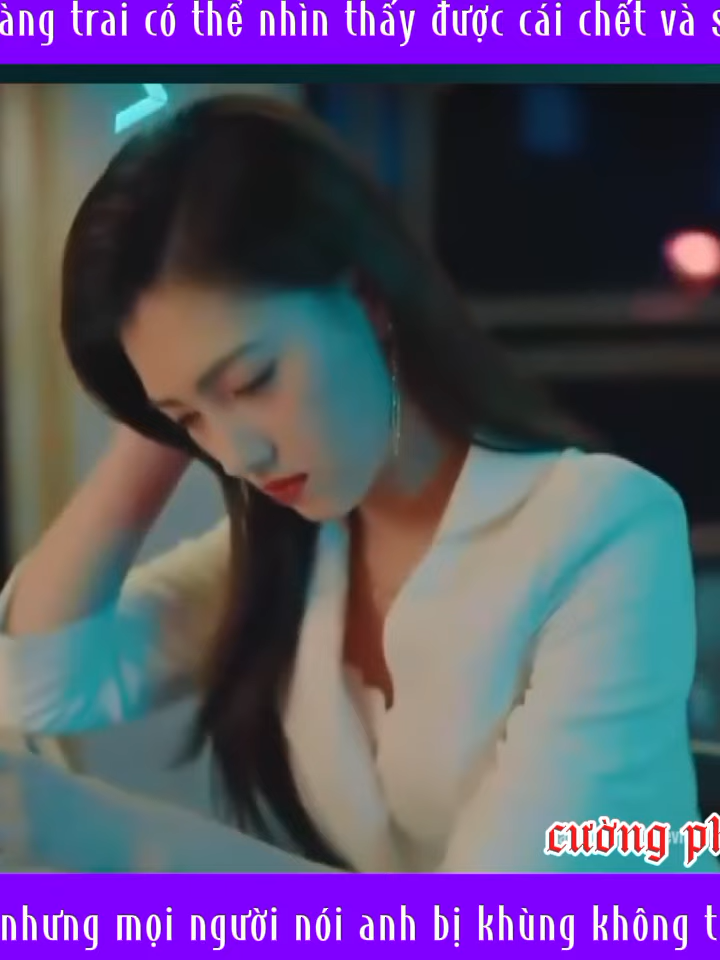 àng trai có thể nhìn thấy được cái chết và s
cường ph
nhưng mọi người nói anh bị khùng không t